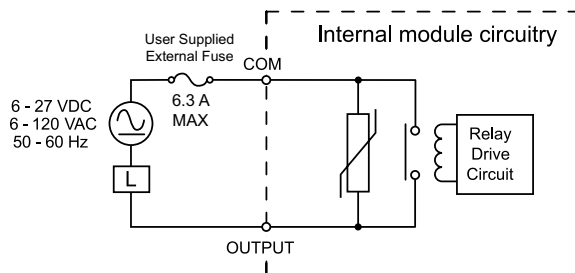 Internal module circuitry
User Supplied
External Fuse
COM
6.3 A
MAX
6 - 27 VDC
6 - 120 VAC
50 - 60 Hz
L
Relay
Drive
Circuit
OUTPUT